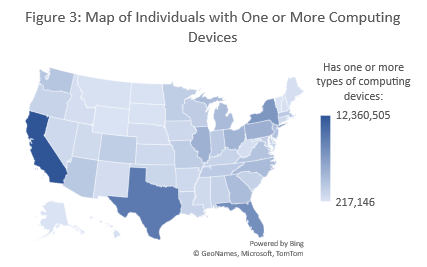 Figure 3: Map of Individuals with One or More Computing
Devices
Has one or more
types of computing
devices:
12,360,505
217,146
Powered by Bing
© GeoNames, Microsoft, TomTom